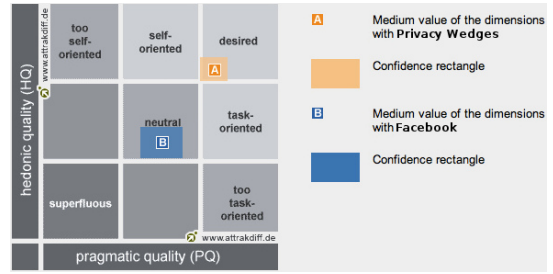 too
self-
oriented
self-
oriented
desired
A
neutral
B
task-
oriented
superfluous
too
task-
oriented
www.attrakdiff.de
www.attrakdiff.de
hedonic quality (HQ)
pragmatic quality (PQ)
A
Medium value of the dimensions
with Privacy Wedges
Confidence rectangle
B
Medium value of the dimensions
with Facebook
Confidence rectangle